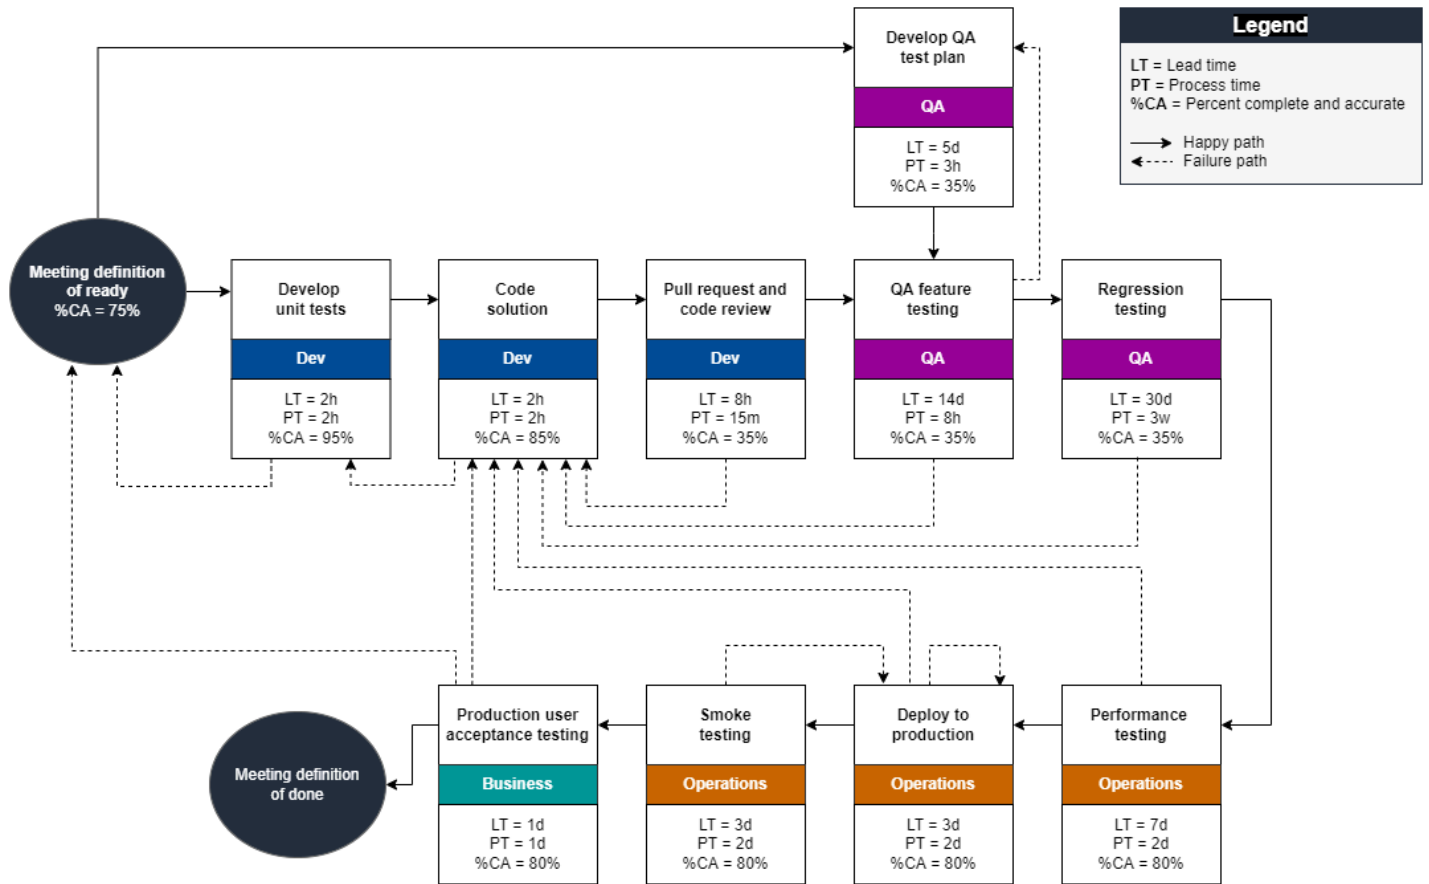 Legend
LT = Lead time
PT = Process time
%CA = Percent complete and accurate
Happy path
Failure path
Develop QA
test plan
QA
LT = 5d
PT = 3h
%CA = 35%
Meeting definition
of ready
%CA = 75%
Develop
unit tests
Dev
LT = 2h
PT = 2h
%CA = 95%
Code
solution
Dev
LT = 2h
PT = 2h
%CA = 85%
Pull request and
code review
Dev
LT = 8h
PT = 15m
%CA = 35%
QA feature
testing
QA
LT = 14d
PT = 8h
%CA = 35%
Regression
testing
QA
LT = 30d
PT = 3w
%CA = 35%
Meeting definition
of done
Production user
acceptance testing
Business
LT = 1d
PT = 1d
%CA = 80%
Smoke
testing
Operations
LT = 3d
PT = 2d
%CA = 80%
Deploy to
production
Operations
LT = 3d
PT = 2d
%CA = 80%
Performance
testing
Operations
LT = 7d
PT = 2d
%CA = 80%